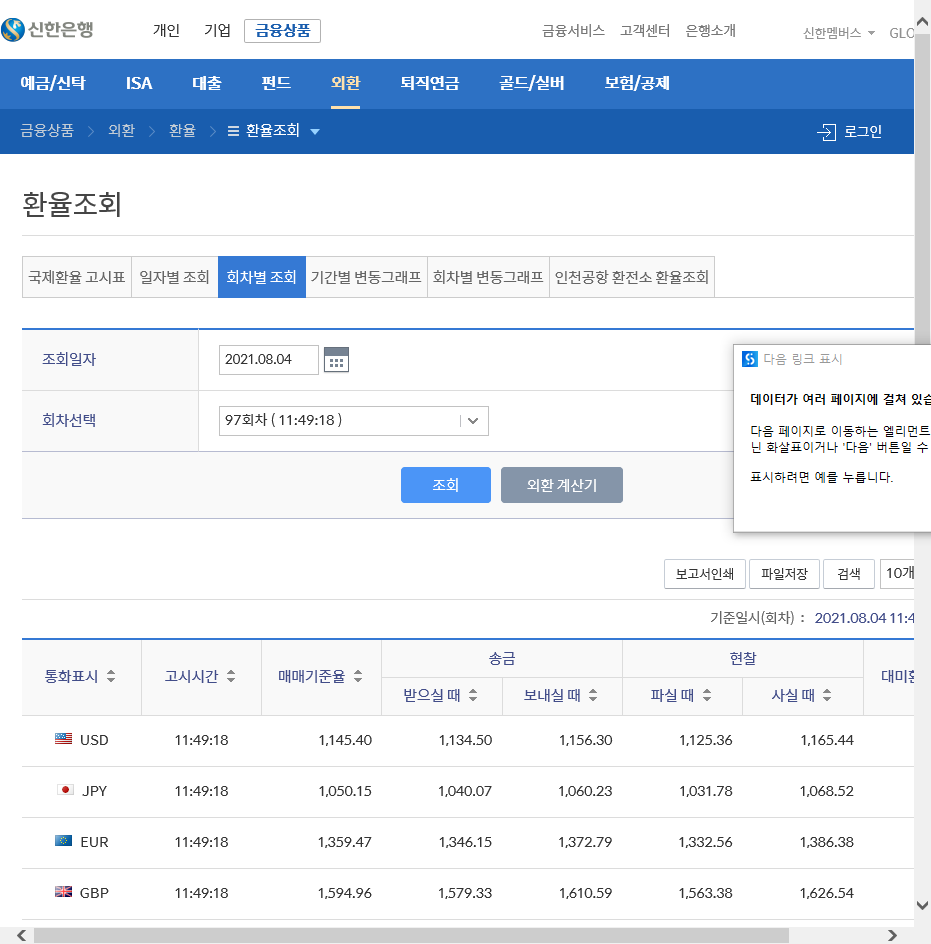 신한은행
개인 기업 금융상품
금융서비스 고객센터 은행소개
신한멤버스 GLO
예금/신탁 ISA 대출 펀드 외환 퇴직연금 골드/실버 보험/공제
금융상품 외환 환율 환율조회
로그인
환율조회
국제환율 고시표 일자별 조회 회차별 조회 기간별 변동그래프 회차별 변동그래프 인천공항 환전소 환율조회
조회일자 2021.08.04
회차선택 97회차 ( 11:49:18 )
조회 외환 계산기
다음 링크 표시
데이터가 여러 페이지에 걸쳐 있습
다음 페이지로 이동하는 엘리먼트
닌 화살표이거나 '다음' 버튼일 수
표시하려면 예를 누릅니다.
보고서인쇄 파일저장 검색 10개
기준일시(회차) : 2021.08.04 11:4
통화표시 고시시간 매매기준율 송금 현찰 대미환
받으실 때 보내실 때 파실 때 사실 때
USD 11:49:18 1,145.40 1,134.50 1,156.30 1,125.36 1,165.44
JPY 11:49:18 1,050.15 1,040.07 1,060.23 1,031.78 1,068.52
EUR 11:49:18 1,359.47 1,346.15 1,372.79 1,332.56 1,386.38
GBP 11:49:18 1,594.96 1,579.33 1,610.59 1,563.38 1,626.54